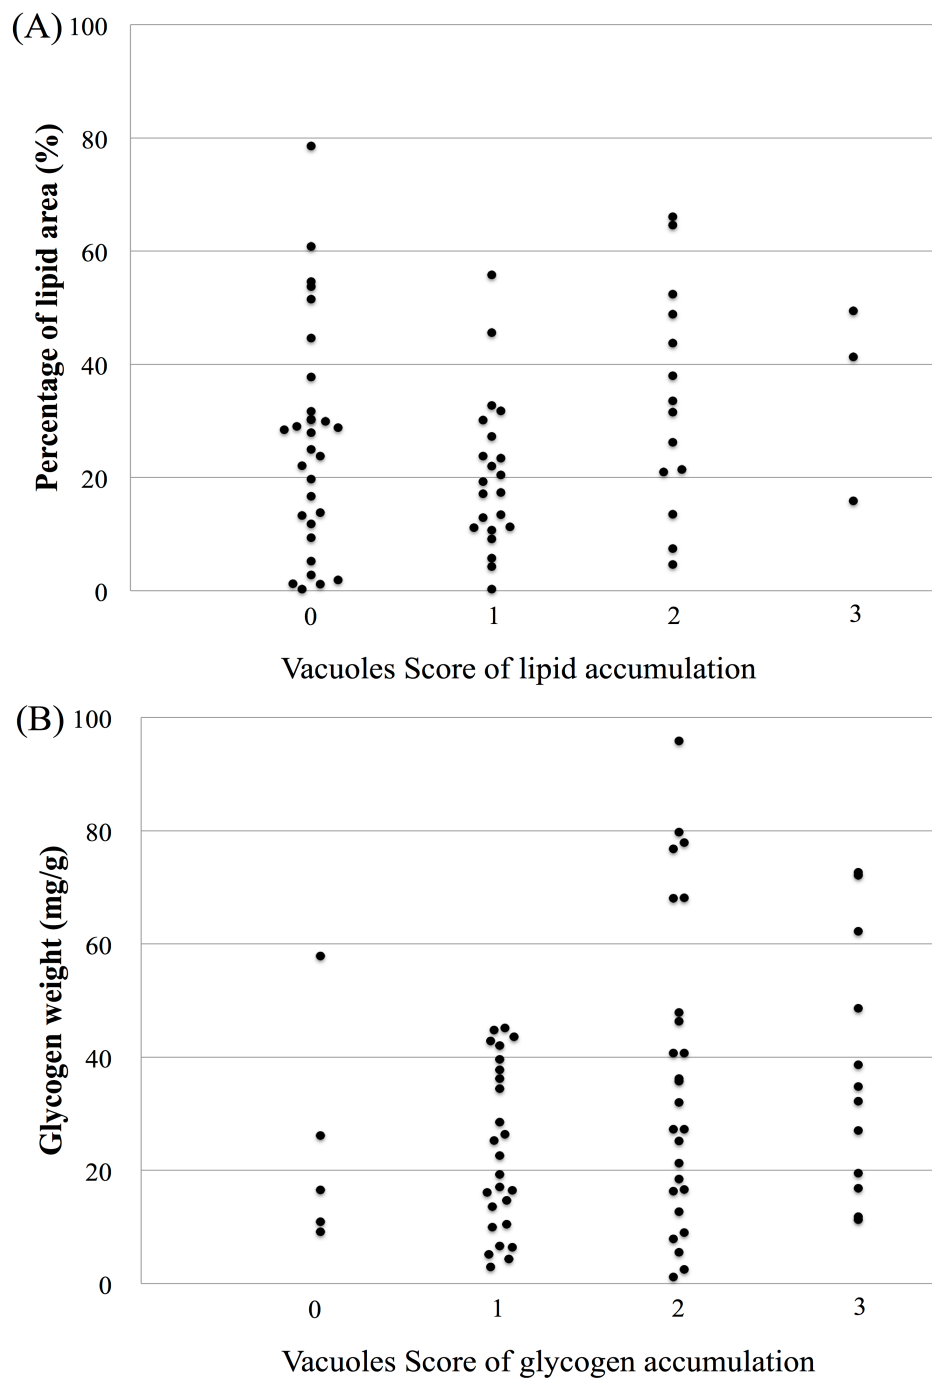 (A)
100
80
60
40
20
0
Percentage of lipid area (%)
0 1 2 3
Vacuoles Score of lipid accumulation
(B)
100
80
60
40
20
0
Glycogen weight (mg/g)
0 1 2 3
Vacuoles Score of glycogen accumulation